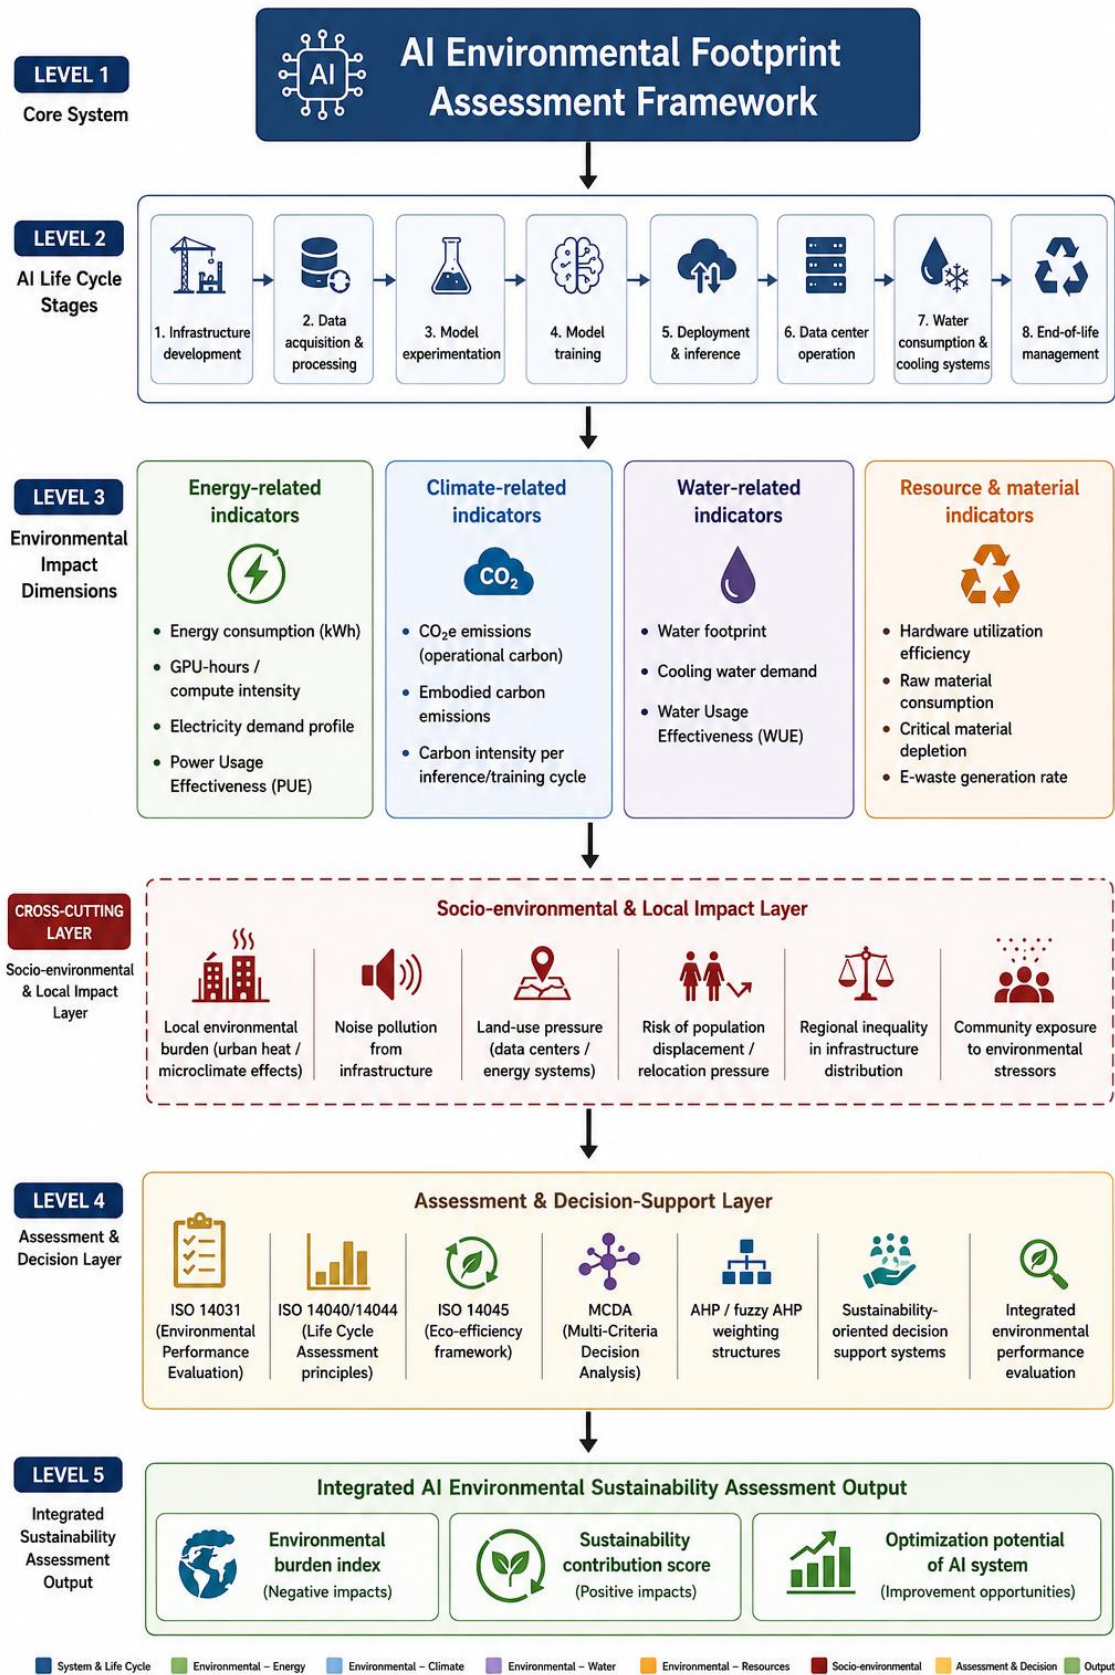 AI
AI Environmental Footprint
Assessment Framework
LEVEL 1
Core System
LEVEL 2
AI Life Cycle
Stages
1. Infrastructure
development
2. Data
acquisition &
processing
3. Model
experimentation
4. Model
training
5. Deployment
& inference
6. Data center
operation
7. Water
consumption &
cooling systems
8. End-of-life
management
LEVEL 3
Environmental
Impact
Dimensions
Energy-related
indicators
• Energy consumption (kWh)
• GPU-hours /
compute intensity
• Electricity demand profile
• Power Usage
Effectiveness (PUE)
Climate-related
indicators
CO₂
• CO₂e emissions
(operational carbon)
• Embodied carbon
emissions
• Carbon intensity per
inference/training cycle
Water-related
indicators
• Water footprint
• Cooling water demand
• Water Usage
Effectiveness (WUE)
Resource & material
indicators
• Hardware utilization
efficiency
• Raw material
consumption
• Critical material
depletion
• E-waste generation rate
CROSS-CUTTING
LAYER
Socio-environmental
& Local Impact
Layer
Socio-environmental & Local Impact Layer
Local environmental
burden (urban heat /
microclimate effects)
Noise pollution
from
infrastructure
Land-use pressure
(data centers /
energy systems)
Risk of population
displacement /
relocation pressure
Regional inequality
in infrastructure
distribution
Community exposure
to environmental
stressors
LEVEL 4
Assessment &
Decision Layer
Assessment & Decision-Support Layer
ISO 14031
(Environmental
Performance
Evaluation)
ISO 14040/14044
(Life Cycle
Assessment
principles)
ISO 14045
(Eco-efficiency
framework)
MCDA
(Multi-Criteria
Decision
Analysis)
AHP / fuzzy AHP
weighting
structures
Sustainability-
oriented decision
support systems
Integrated
environmental
performance
evaluation
LEVEL 5
Integrated
Sustainability
Assessment
Output
Integrated AI Environmental Sustainability Assessment Output
Environmental
burden index
(Negative impacts)
Sustainability
contribution score
(Positive impacts)
Optimization potential
of AI system
(Improvement opportunities)
System & Life Cycle
Environmental – Energy
Environmental – Climate
Environmental – Water
Environmental – Resources
Socio-environmental
Assessment & Decision
Output